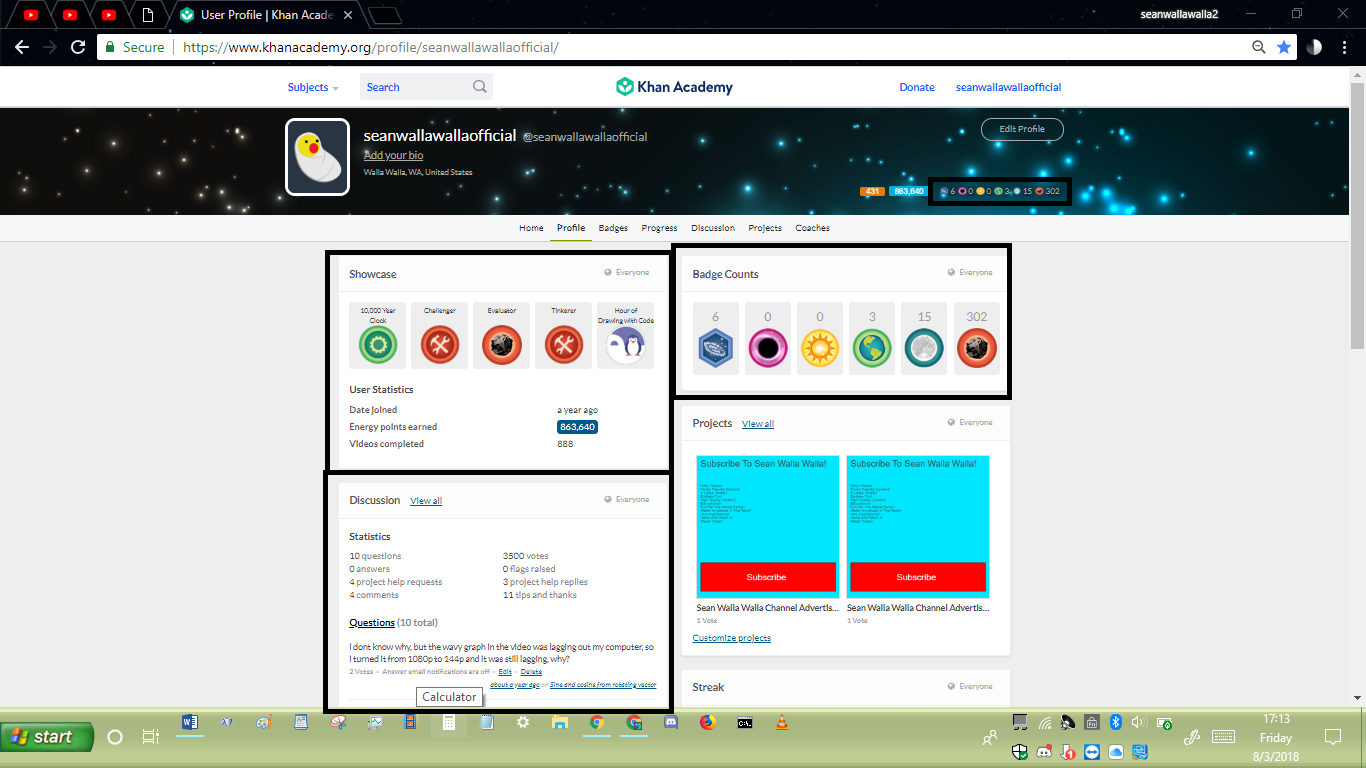 User Profile | Khan Acade
seanwallawalla2
Secure
https://www.khanacademy.org/profile/seanwallawallaofficial/
Subjects
Search
Khan Academy
Donate
seanwallawallaofficial
seanwallawallaofficial @seanwallawallaofficial
Add your bio
Walla Walla, WA, United States
Edit Profile
431 863,640 6 0 0 3 15 302
Home Profile Badges Progress Discussion Projects Coaches
Showcase
Everyone
10,000 Year Clock
Challenger
Evaluator
Tinkerer
Hour of Drawing with Code
User Statistics
Date joined a year ago
Energy points earned 863,640
Videos completed 888
Badge Counts
Everyone
6 0 0 3 15 302
Discussion View all
Everyone
Statistics
10 questions 3500 votes
0 answers 0 flags raised
4 project help requests 3 project help replies
4 comments 11 tips and thanks
Questions (10 total)
I dont know why, but the wavy graph in the video was lagging out my computer, so
I turned it from 1080p to 144p and it was still lagging, why?
2 Votes – Answer email notifications are off – Edit – Delete
about a year ago on Sine and cosine from rotating vector
Projects View all
Everyone
Subscribe To Sean Walla Walla!
Subscribe
Sean Walla Walla Channel Advertis...
1 Vote
Subscribe To Sean Walla Walla!
Subscribe
Sean Walla Walla Channel Advertis...
1 Vote
Customize projects
Streak
Everyone
Calculator
start
17:13
Friday
8/3/2018